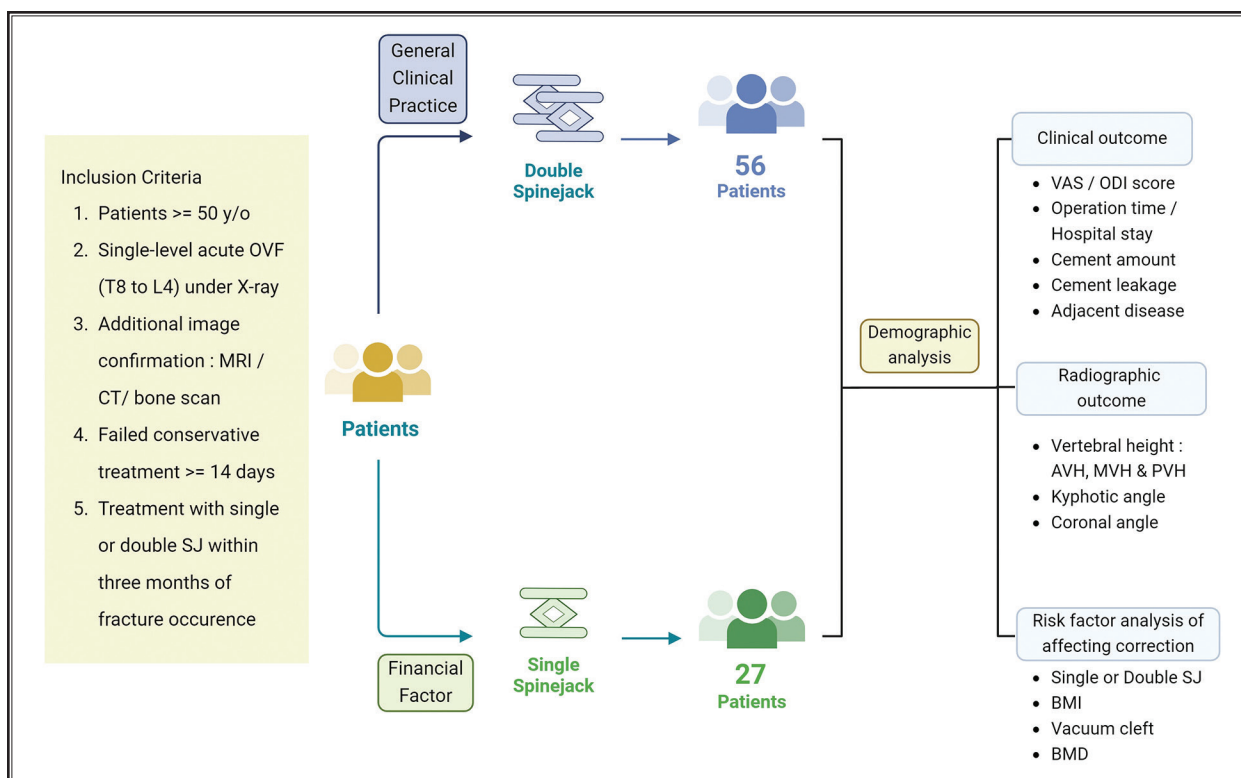 Inclusion Criteria
1. Patients >= 50 y/o
2. Single-level acute OVF
(T8 to L4) under X-ray
3. Additional image
confirmation : MRI /
CT/ bone scan
4. Failed conservative
treatment >= 14 days
5. Treatment with single
or double SJ within
three months of
fracture occurence
Patients
General
Clinical
Practice
Double
Spinejack
56
Patients
Financial
Factor
Single
Spinejack
27
Patients
Demographic
analysis
Clinical outcome
• VAS / ODI score
• Operation time /
Hospital stay
• Cement amount
• Cement leakage
• Adjacent disease
Radiographic
outcome
• Vertebral height :
AVH, MVH & PVH
• Kyphotic angle
• Coronal angle
Risk factor analysis of
affecting correction
• Single or Double SJ
• BMI
• Vacuum cleft
• BMD